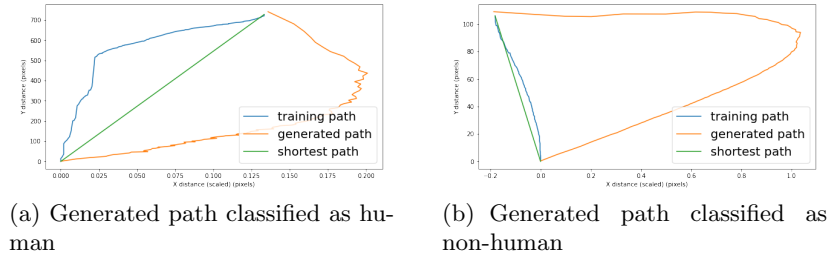 700
600
500
400
300
200
100
0
Y distance (pixels)
training path
generated path
shortest path
0.000 0.025 0.050 0.075 0.100 0.125 0.150 0.175 0.200
X distance (scaled) (pixels)
(a) Generated path classified as hu-
man
100
80
60
40
20
0
Y distance (pixels)
training path
generated path
shortest path
−0.2 0.0 0.2 0.4 0.6 0.8 1.0
X distance (scaled) (pixels)
(b) Generated path classified as
non-human